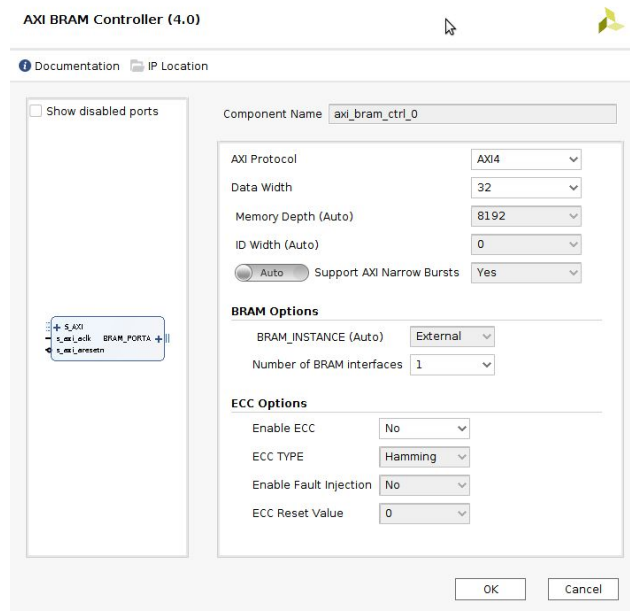 AXI BRAM Controller (4.0)
Documentation IP Location
Show disabled ports
S_AXI
s_axi_aclk BRAM_PORTA
s_axi_aresetn
Component Name axi_bram_ctrl_0
AXI Protocol AXI4
Data Width 32
Memory Depth (Auto) 8192
ID Width (Auto) 0
Auto Support AXI Narrow Bursts Yes
BRAM Options
BRAM_INSTANCE (Auto) External
Number of BRAM interfaces 1
ECC Options
Enable ECC No
ECC TYPE Hamming
Enable Fault Injection No
ECC Reset Value 0
OK Cancel